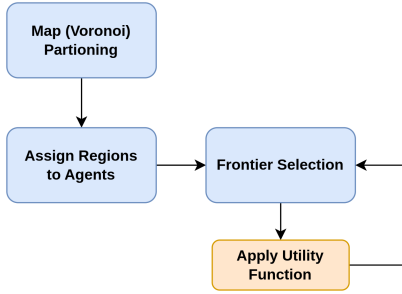 Map (Voronoi)
Partioning
Assign Regions
to Agents
Frontier Selection
Apply Utility
Function